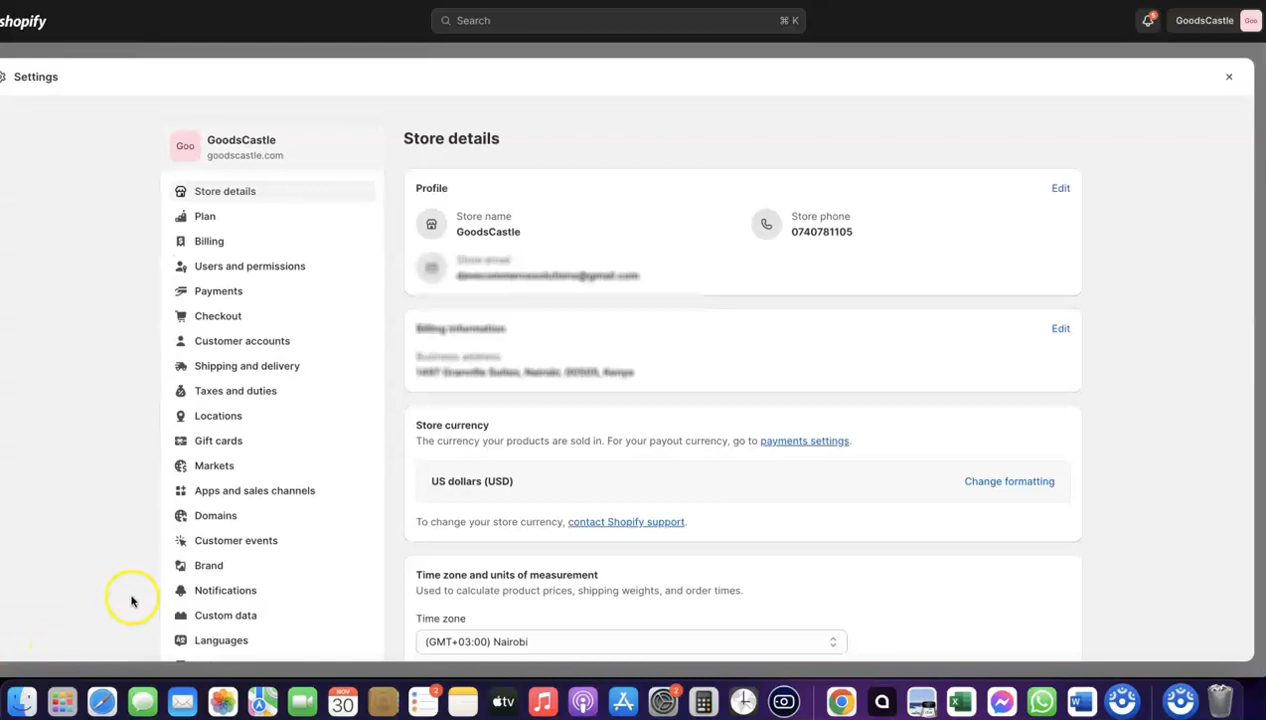 shopify
Search
⌘ K
GoodsCastle
Goo
Settings
Goo
GoodsCastle
goodscastle.com
Store details
Plan
Billing
Users and permissions
Payments
Checkout
Customer accounts
Shipping and delivery
Taxes and duties
Locations
Gift cards
Markets
Apps and sales channels
Domains
Customer events
Brand
Notifications
Custom data
Languages
Store details
Profile
Edit
Store name
GoodsCastle
Store phone
0740781105
Edit
Store currency
The currency your products are sold in. For your payout currency, go to payments settings.
US dollars (USD)
Change formatting
To change your store currency, contact Shopify support.
Time zone and units of measurement
Used to calculate product prices, shipping weights, and order times.
Time zone
(GMT+03:00) Nairobi
NOV
30
2
tv
2